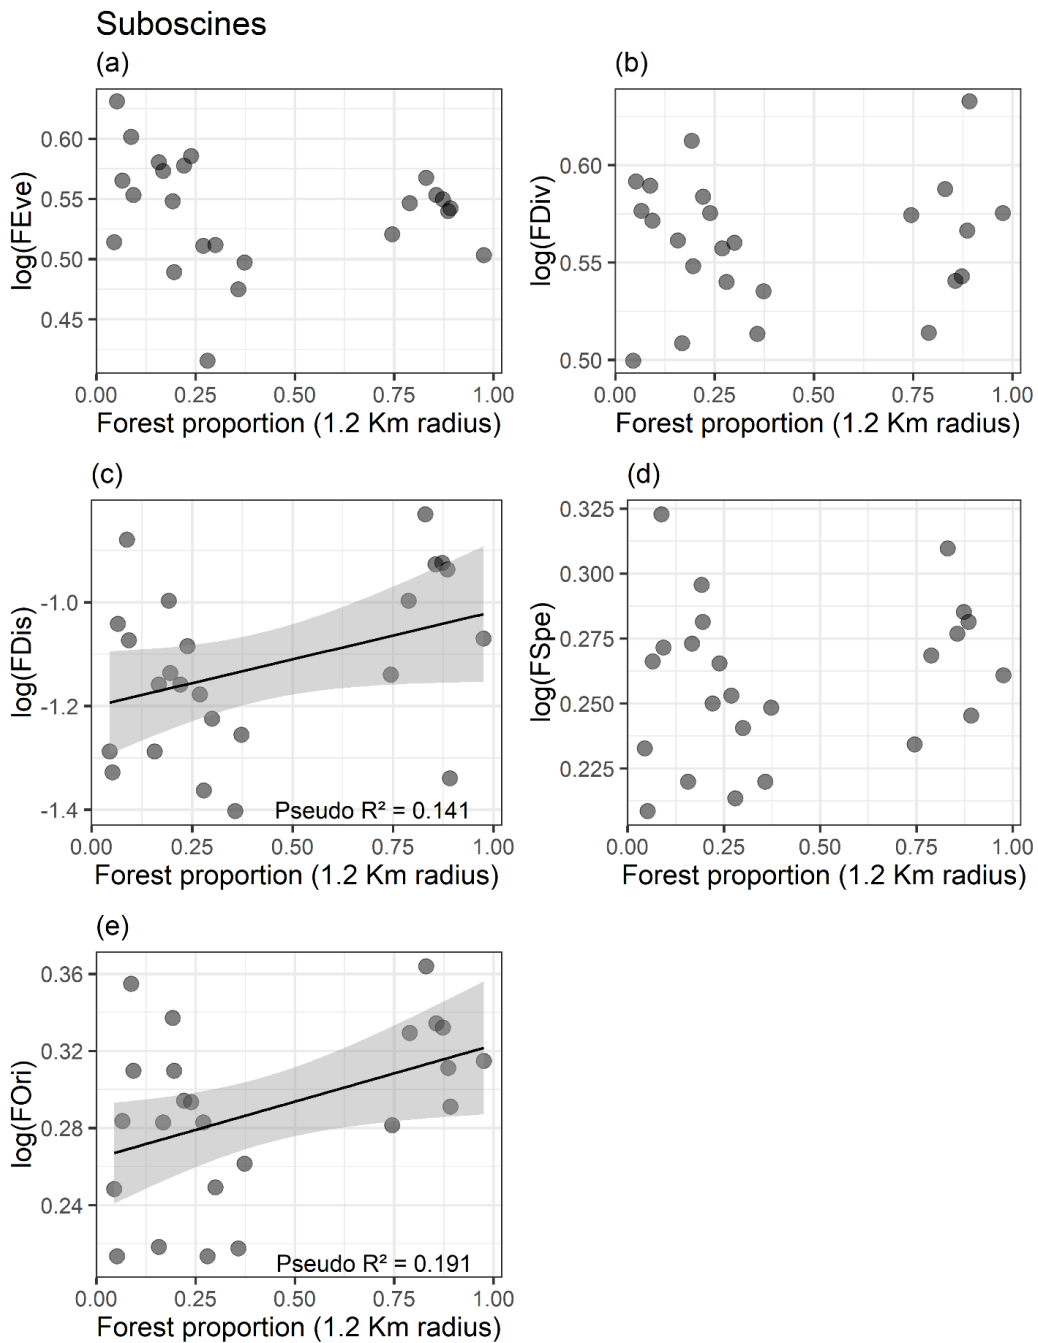 Suboscines
(a)
(b)
log(FEve)
0.60
0.55
0.50
0.45
0.00 0.25 0.50 0.75 1.00
Forest proportion (1.2 Km radius)
log(FDiv)
0.60
0.55
0.50
0.00 0.25 0.50 0.75 1.00
Forest proportion (1.2 Km radius)
(c)
(d)
log(FDis)
-1.0
-1.2
-1.4
Pseudo R² = 0.141
0.00 0.25 0.50 0.75 1.00
Forest proportion (1.2 Km radius)
log(FSpe)
0.325
0.300
0.275
0.250
0.225
0.00 0.25 0.50 0.75 1.00
Forest proportion (1.2 Km radius)
(e)
log(FOri)
0.36
0.32
0.28
0.24
Pseudo R² = 0.191
0.00 0.25 0.50 0.75 1.00
Forest proportion (1.2 Km radius)